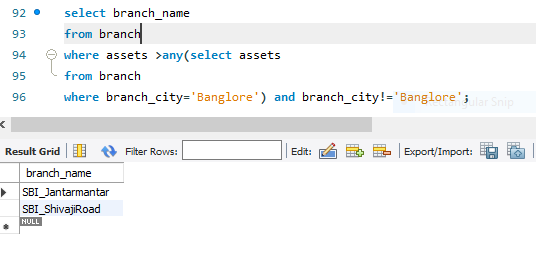 92 select branch_name
93 from branch
94 where assets >any(select assets
95 from branch
96 where branch_city='Banglore') and branch_city!='Banglore';
Snip
Result Grid Filter Rows: Edit: Export/Import:
branch_name
SBI_Jantarmantar
SBI_ShivajiRoad
NULL